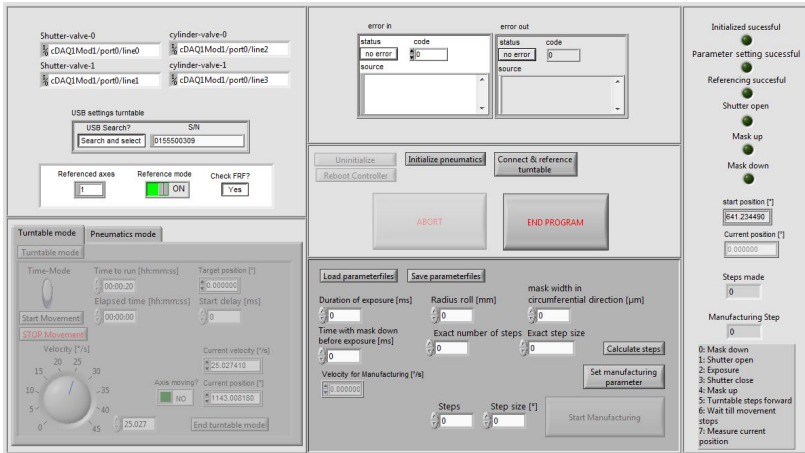 Shutter-valve-0
cylinder-valve-0
cDAQ1Mod1/port0/line0
cDAQ1Mod1/port0/line2
Shutter-valve-1
cylinder-valve-1
cDAQ1Mod1/port0/line1
cDAQ1Mod1/port0/line3
USB settings turntable
USB Search?
S/N
Search and select
0155500309
Referenced axes
Reference mode
Check FRF?
1
ON
Yes
Turntable mode
Pneumatics mode
Turntable mode
Time-Mode
Time to run [hh:mm:ss]
Target position [°]
00:00:20
0.000000
Elapsed time [hh:mm:ss]
Start delay [ms]
Start Movement
00:00:00
0
STOP Movement
Velocity [°/s]
Current velocity [°/s]
20 25
15
30
25.027410
10
35
Axis moving?
Current position [°]
5
40
NO
1143.008180
0
45
25.027
End turntable mode
error in
error out
status
code
status
code
no error
0
no error
0
source
source
Uninitialize
Initialize pneumatics
Connect & reference
turntable
Reboot Controller
ABORT
END PROGRAM
Load parameterfiles
Save parameterfiles
Duration of exposure [ms]
Radius roll [mm]
mask width in
circumferential direction [µm]
0
0
0
Time with mask down
before exposure [ms]
Exact number of steps
Exact step size
0
0
0
Calculate steps
Velocity for Manufacturing [°/s]
0.000000
Set manufacturing
parameter
Steps
Step size [°]
0
0
Start Manufacturing
Initialized sucessful
Parameter setting sucessful
Referencing succesful
Shutter open
Mask up
Mask down
start position [°]
641.234490
Current position [°]
0.000000
Steps made
0
Manufacturing Step
0
0: Mask down
1: Shutter open
2: Exposure
3: Shutter close
4: Mask up
5: Turntable steps forward
6: Wait till movement
stops
7: Measure current
position